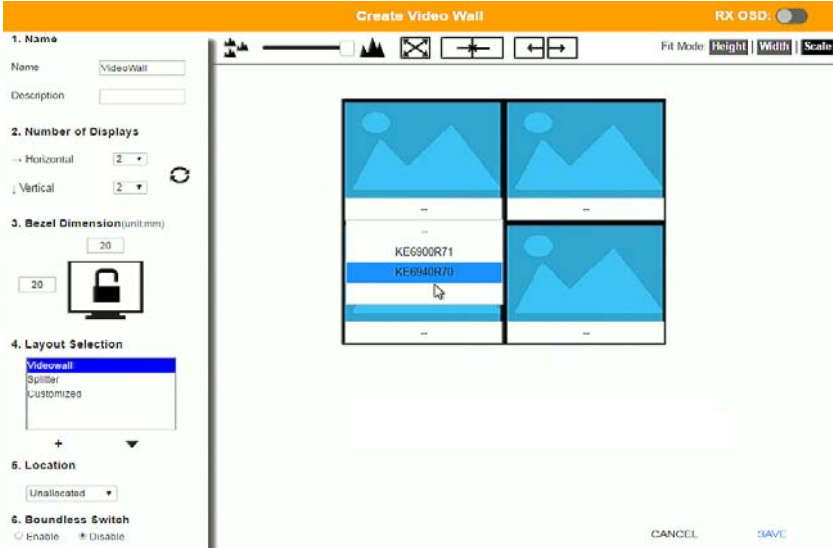 Create Video Wall
RX OSD:
1. Name
Name VideoWall
Description
2. Number of Displays
→ Horizontal 2
↓ Vertical 2
3. Bezel Dimension(unit:mm)
20
20
4. Layout Selection
Videowall
Splitter
Customized
+
5. Location
Unallocated
6. Boundless Switch
Enable Disable
Fit Mode: Height | Width | Scale
--
--
--
KE6900R71
KE6940R70
--
--
CANCEL SAVE